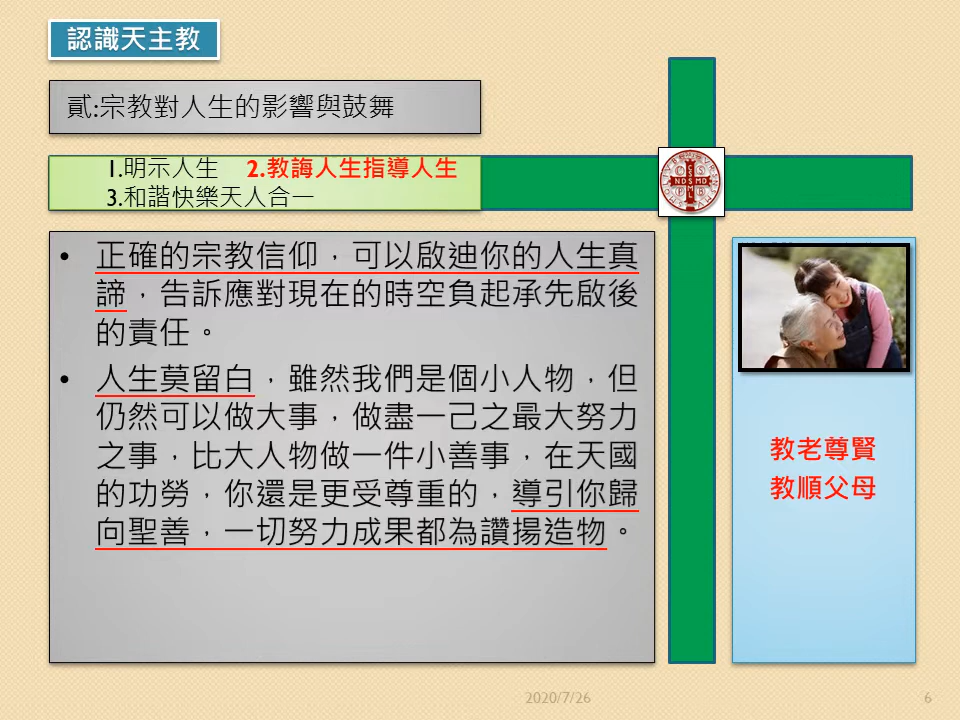 認識天主教
貳:宗教對人生的影響與鼓舞
1.明示人生 2.教誨人生指導人生
3.和諧快樂天人合一
• 正確的宗教信仰，可以啟迪你的人生真
諦，告訴應對現在的時空負起承先啟後
的責任。
• 人生莫留白，雖然我們是個小人物，但
仍然可以做大事，做盡一己之最大努力
之事，比大人物做一件小善事，在天國
的功勞，你還是更受尊重的，導引你歸
向聖善，一切努力成果都為讚揚造物。
教老尊賢
教順父母
NDSMD
2020/7/26
6